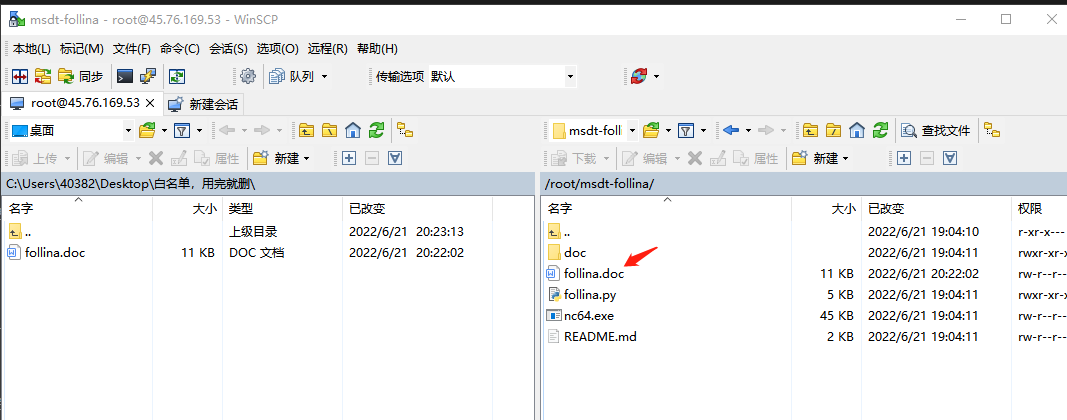 msdt-follina - root@45.76.169.53 - WinSCP
本地(L) 标记(M) 文件(F) 命令(C) 会话(S) 选项(O) 远程(R) 帮助(H)
同步 队列 传输选项 默认
root@45.76.169.53 新建会话
桌面 msdt-folli 查找文件
上传 编辑 属性 新建 下载 编辑 属性 新建
C:\Users\40382\Desktop\白名单，用完就删\ /root/msdt-follina/
名字 大小 类型 已改变 名字 大小 已改变 权限
.. 上级目录 2022/6/21 20:23:13 .. 2022/6/21 19:04:10 r-xr-x---
follina.doc 11 KB DOC 文档 2022/6/21 20:22:02 doc 2022/6/21 19:04:11 rwxr-xr-x
follina.doc 11 KB 2022/6/21 20:22:02 rw-r--r--
follina.py 5 KB 2022/6/21 19:04:11 rwxr-xr-x
nc64.exe 45 KB 2022/6/21 19:04:11 rw-r--r--
README.md 2 KB 2022/6/21 19:04:11 rw-r--r--